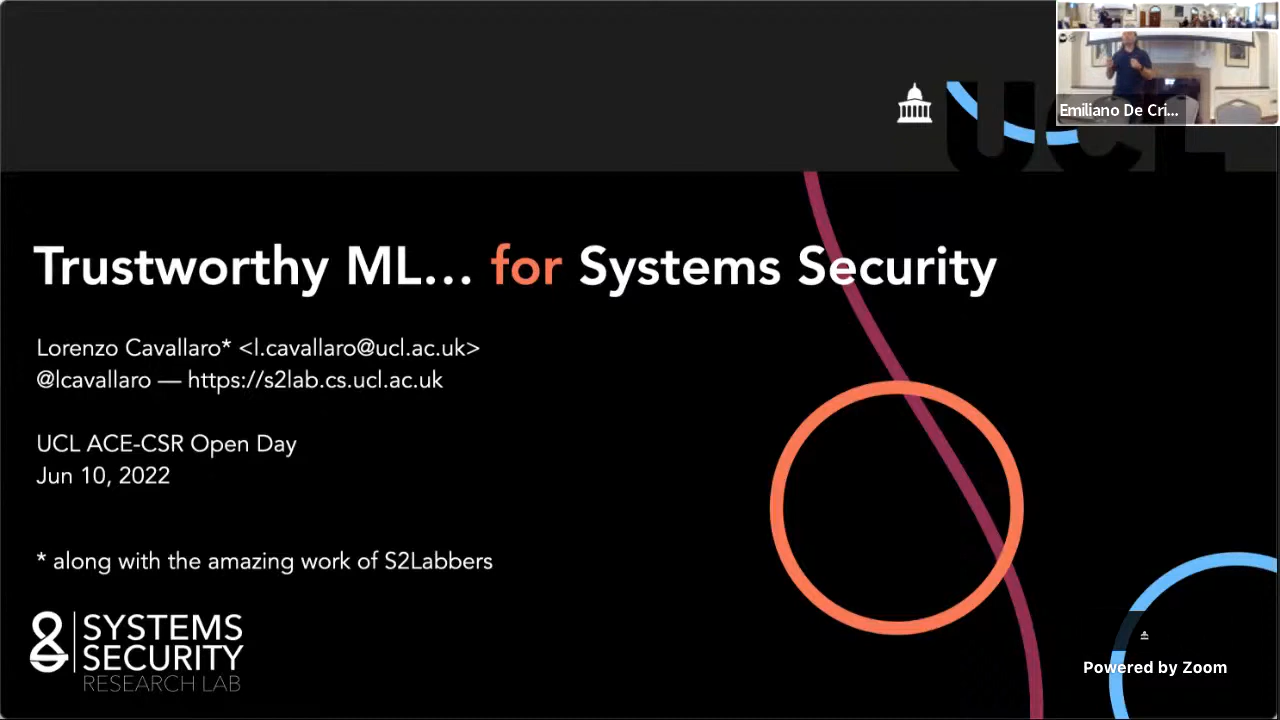 Emiliano De Cri...
UCL
Trustworthy ML... for Systems Security
Lorenzo Cavallaro* <l.cavallaro@ucl.ac.uk>
@lcavallaro — https://s2lab.cs.ucl.ac.uk
UCL ACE-CSR Open Day
Jun 10, 2022
* along with the amazing work of S2Labbers
SYSTEMS
SECURITY
RESEARCH LAB
Powered by Zoom